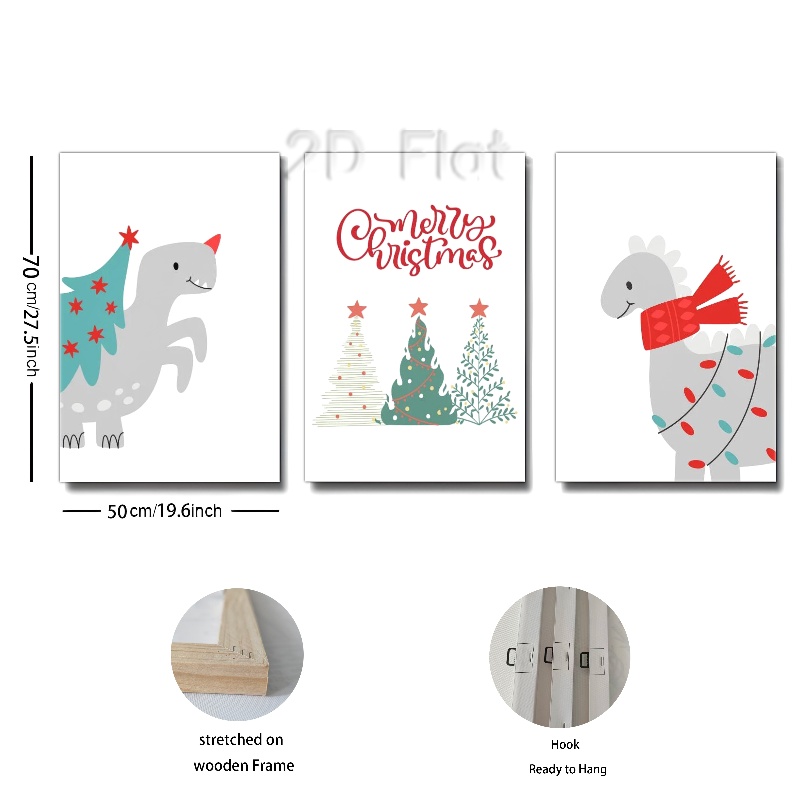 2D Flat
merry
Christmas
70cm/27.5inch
50cm/19.6inch
stretched on
wooden Frame
Hook
Ready to Hang